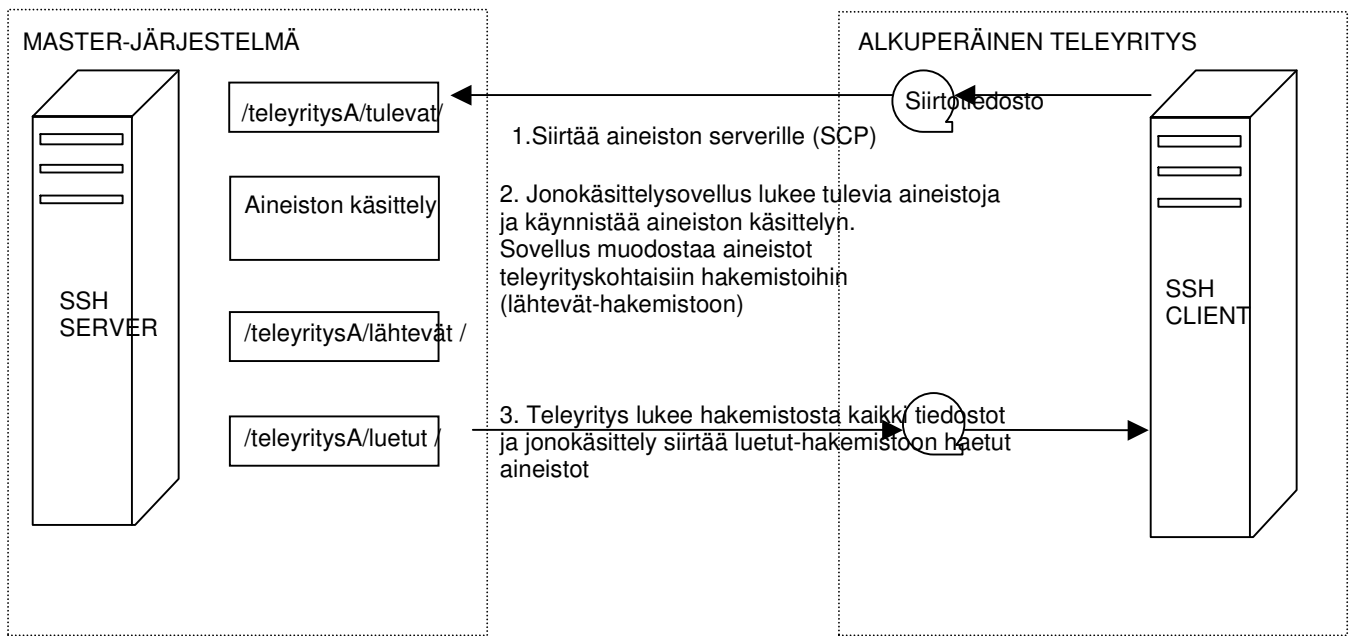 MASTER-JÄRJESTELMÄ
ALKUPERÄINEN TELEYRITYS
/teleyritysA/tulevat/
Siirtotiedosto
1.Siirtää aineiston serverille (SCP)
Aineiston käsittely
2. Jonokäsittelysovellus lukee tulevia aineistoja
ja käynnistää aineiston käsittelyn.
Sovellus muodostaa aineistot
teleyrityskohtaisiin hakemistoihin
(lähtevät-hakemistoon)
SSH
SERVER
SSH
CLIENT
/teleyritysA/lähtevät /
/teleyritysA/luetut /
3. Teleyritys lukee hakemistosta kaikki tiedostot
ja jonokäsittely siirtää luetut-hakemistoon haetut
aineistot